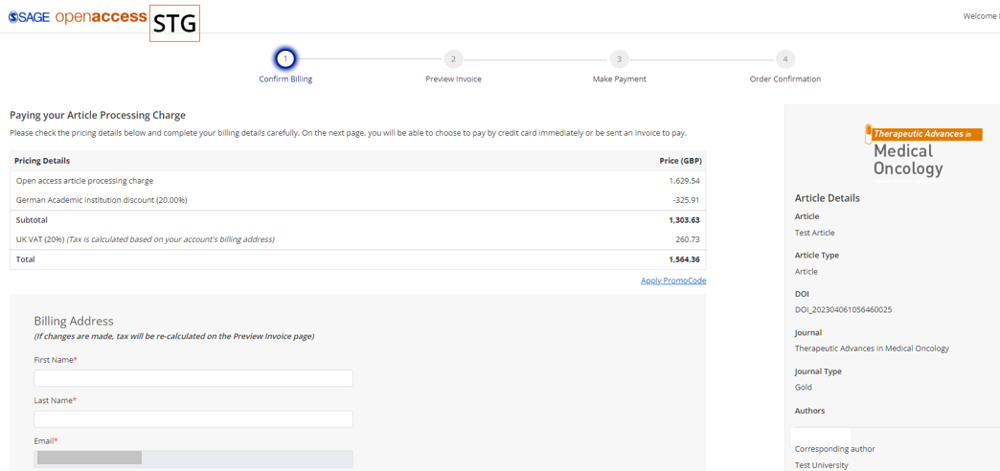 SAGE openaccess STG
Welcome
1
2
3
4
Confirm Billing
Preview Invoice
Make Payment
Order Confirmation
Paying your Article Processing Charge
Please check the pricing details below and complete your billing details carefully. On the next page, you will be able to choose to pay by credit card immediately or be sent an invoice to pay.
Pricing Details Price (GBP)
Open access article processing charge 1,629.54
German Academic institution discount (20.00%) -325.91
Subtotal 1,303.63
UK VAT (20%) (Tax is calculated based on your account's billing address) 260.73
Total 1,564.36
Apply PromoCode
Billing Address
(If changes are made, tax will be re-calculated on the Preview Invoice page)
First Name*
Last Name*
Email*
Therapeutic Advances in
Medical
Oncology
Article Details
Article
Test Article
Article Type
Article
DOI
DOI_202304061056460025
Journal
Therapeutic Advances in Medical Oncology
Journal Type
Gold
Authors
Corresponding author
Test University